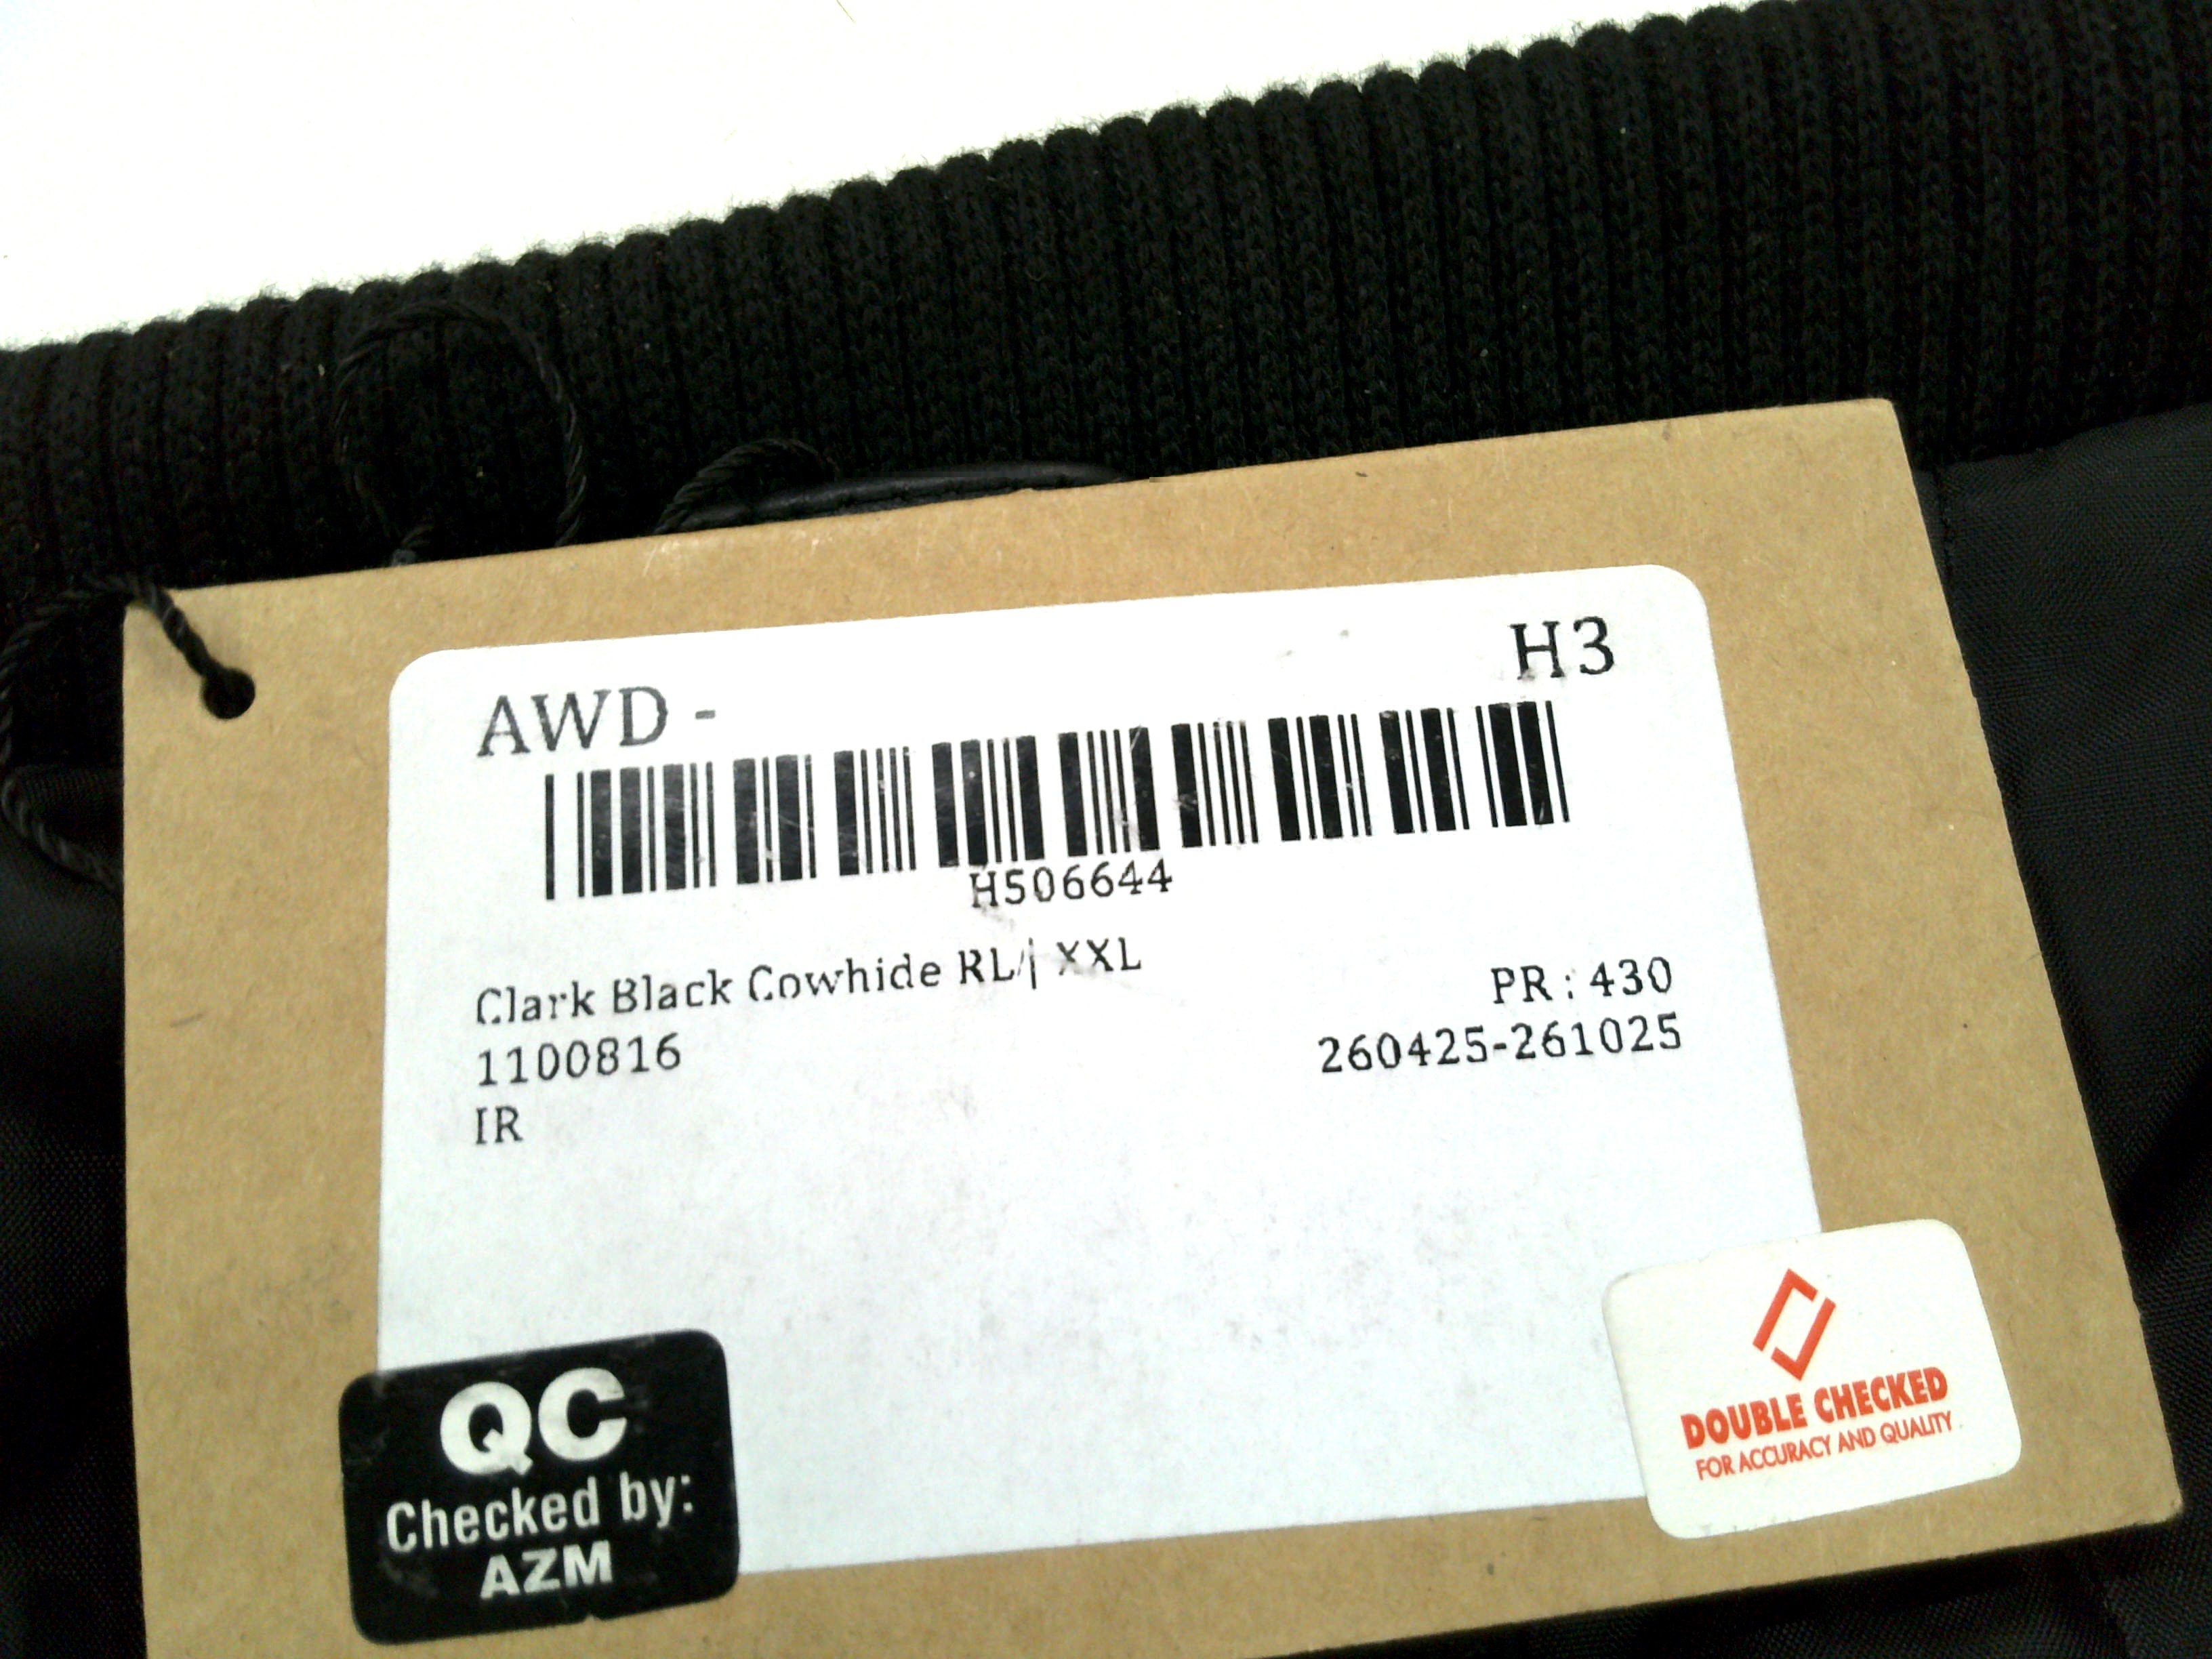 AWD - H3
H506644
Clark Black Cowhide RL/| XXL
PR : 430
1100816
260425-261025
IR
QC
Checked by:
AZM
DOUBLE CHECKED
FOR ACCURACY AND QUALITY